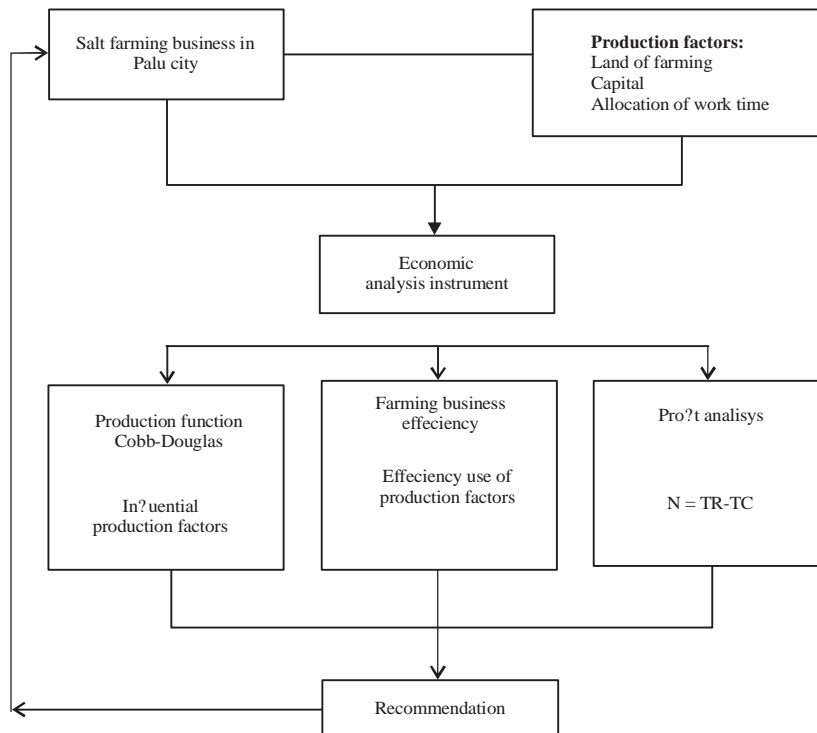 Salt farming business in
Palu city
Production factors:
Land of farming
Capital
Allocation of work time
Economic
analysis instrument
Production function
Cobb-Douglas
In?uential
production factors
Farming business
effeciency
Effeciency use of
production factors
Pro?t analisys
N = TR-TC
Recommendation